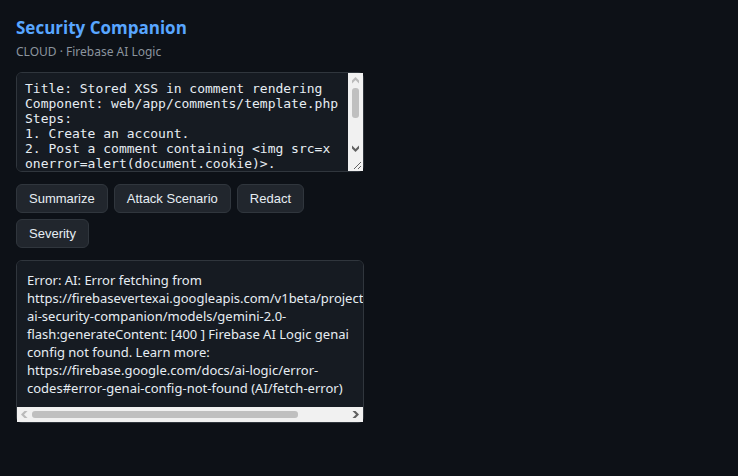 Security Companion
CLOUD · Firebase AI Logic
Title: Stored XSS in comment rendering
Component: web/app/comments/template.php
Steps:
1. Create an account.
2. Post a comment containing <img src=x
onerror=alert(document.cookie)>.
Summarize
Attack Scenario
Redact
Severity
Error: AI: Error fetching from
https://firebasevertexai.googleapis.com/v1beta/project
ai-security-companion/models/gemini-2.0-
flash:generateContent: [400 ] Firebase AI Logic genai
config not found. Learn more:
https://firebase.google.com/docs/ai-logic/error-
codes#error-genai-config-not-found (AI/fetch-error)